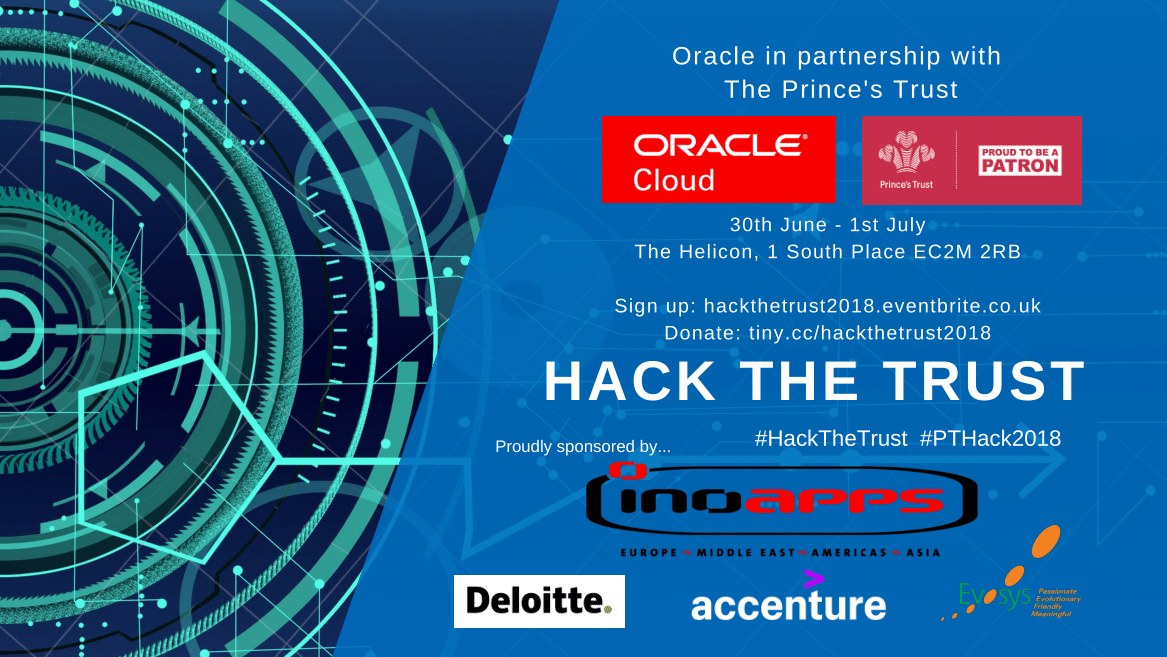 Oracle in partnership with
The Prince's Trust
ORACLE®
Cloud
Prince's Trust
PROUD TO BE A
PATRON
30th June - 1st July
The Helicon, 1 South Place EC2M 2RB
Sign up: hackthetrust2018.eventbrite.co.uk
Donate: tiny.cc/hackthetrust2018
HACK THE TRUST
#HackTheTrust #PTHack2018
Proudly sponsored by...
inoapps
EUROPE ~ MIDDLE EAST ~ AMERICAS ~ ASIA
Deloitte.
>
accenture
Evosys
Passionate
Evolutionary
Friendly
Meaningful